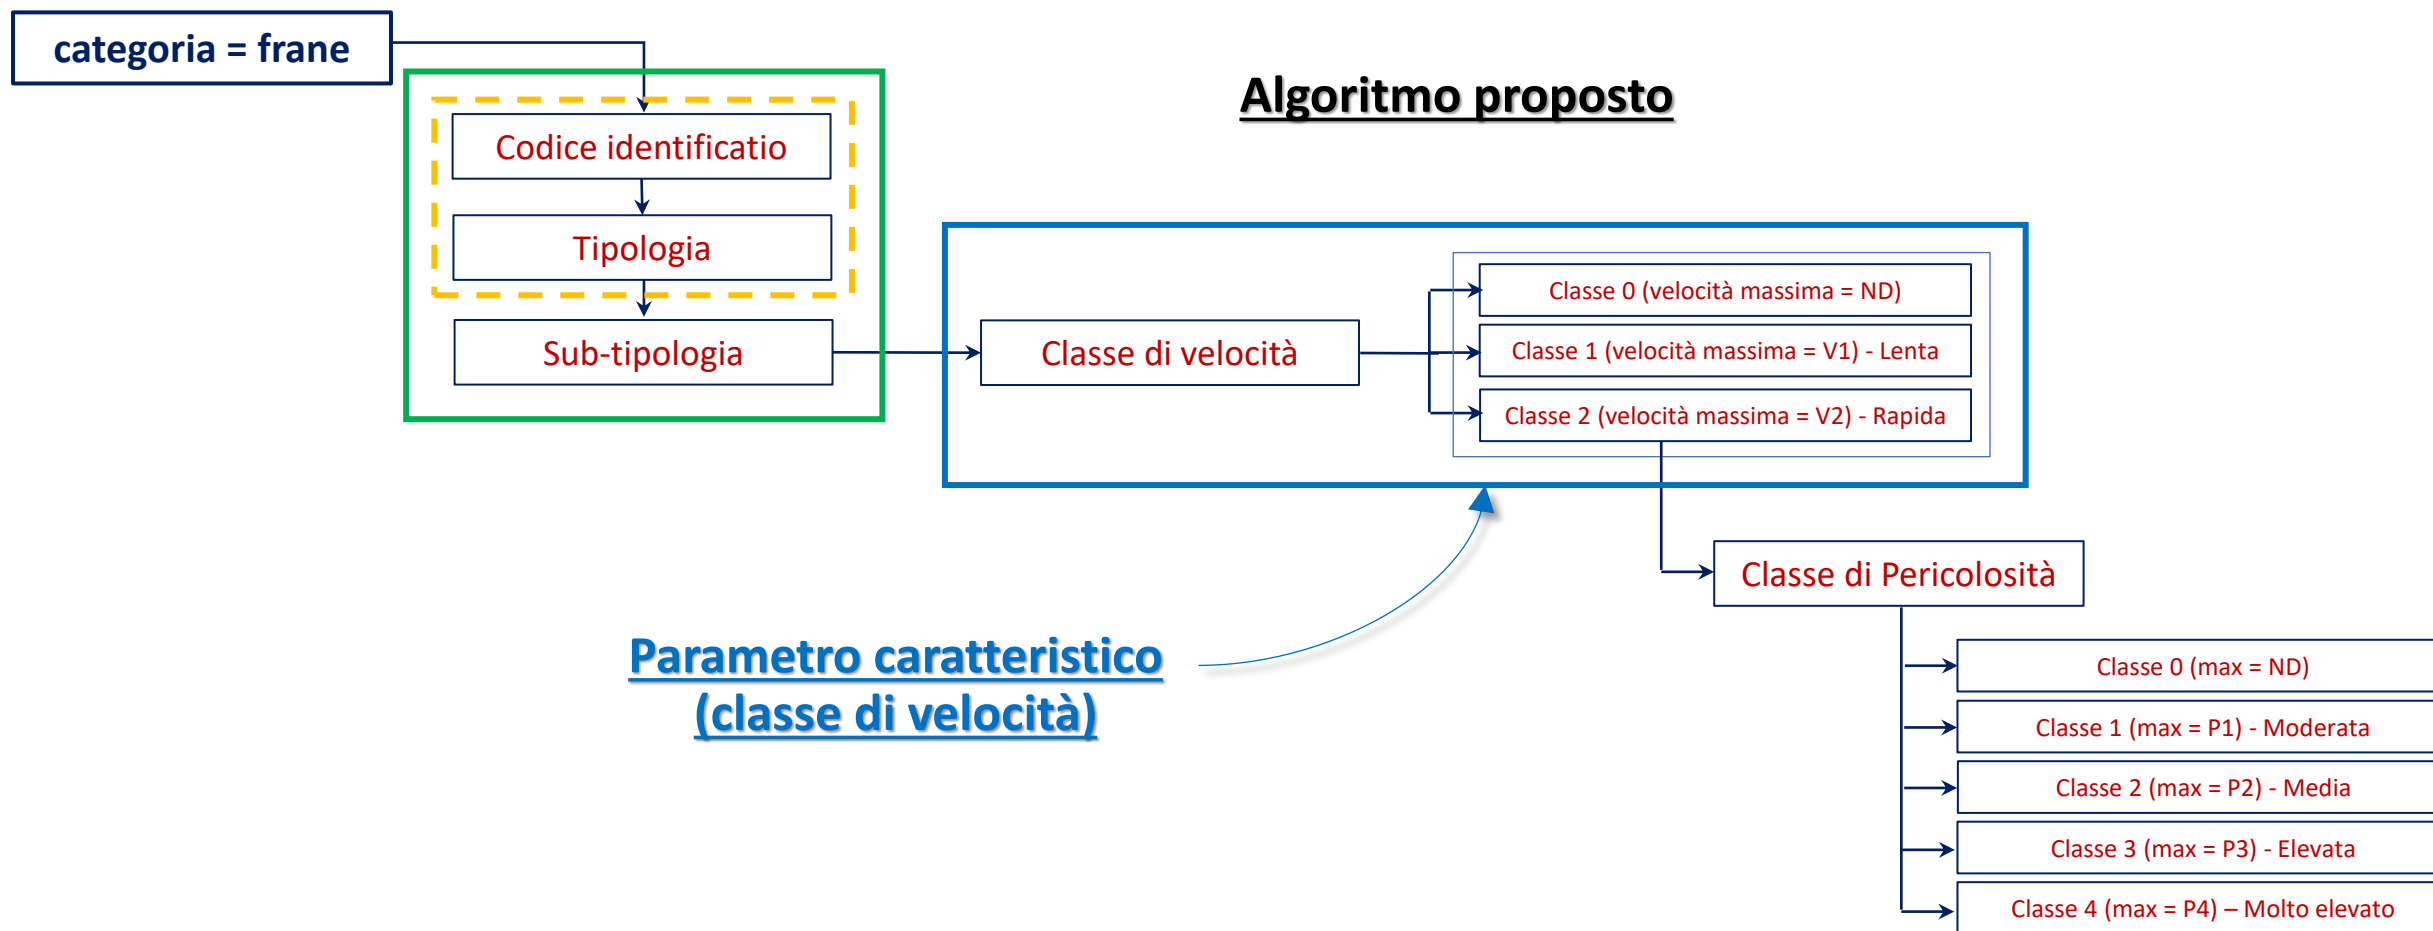 categoria = frane
Algoritmo proposto
Codice identificatio
Tipologia
Sub-tipologia
Classe di velocità
Classe 0 (velocità massima = ND)
Classe 1 (velocità massima = V1) - Lenta
Classe 2 (velocità massima = V2) - Rapida
Classe di Pericolosità
Parametro caratteristico
(classe di velocità)
Classe 0 (max = ND)
Classe 1 (max = P1) - Moderata
Classe 2 (max = P2) - Media
Classe 3 (max = P3) - Elevata
Classe 4 (max = P4) – Molto elevato